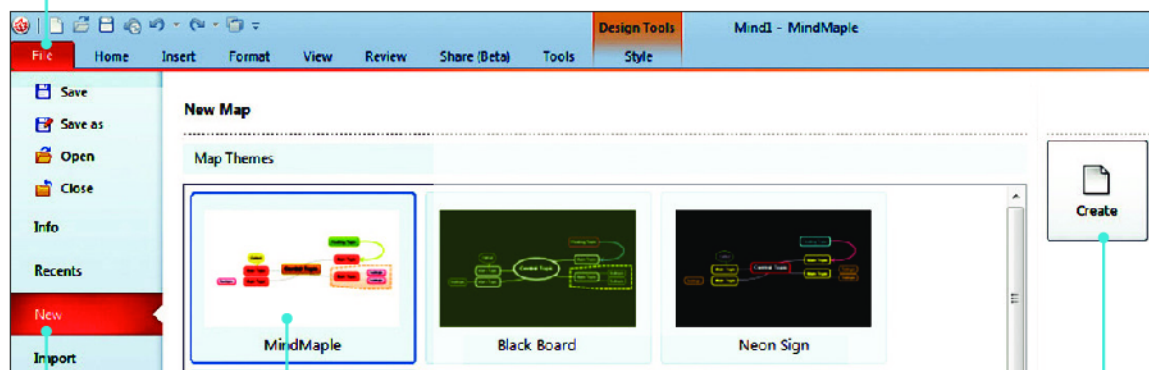 Design Tools
Mind1 - MindMaple
File Home Insert Format View Review Share (Beta) Tools Style
Save
Save as
Open
Close
Info
Recents
New
Import
New Map
Map Themes
MindMaple
Black Board
Neon Sign
Create